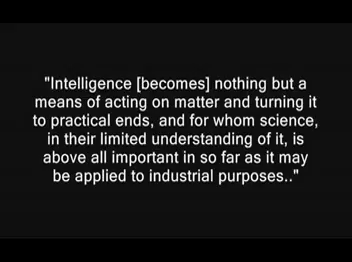 "Intelligence [becomes] nothing but a
means of acting on matter and turning it
to practical ends, and for whom science,
in their limited understanding of it, is
above all important in so far as it may
be applied to industrial purposes.."